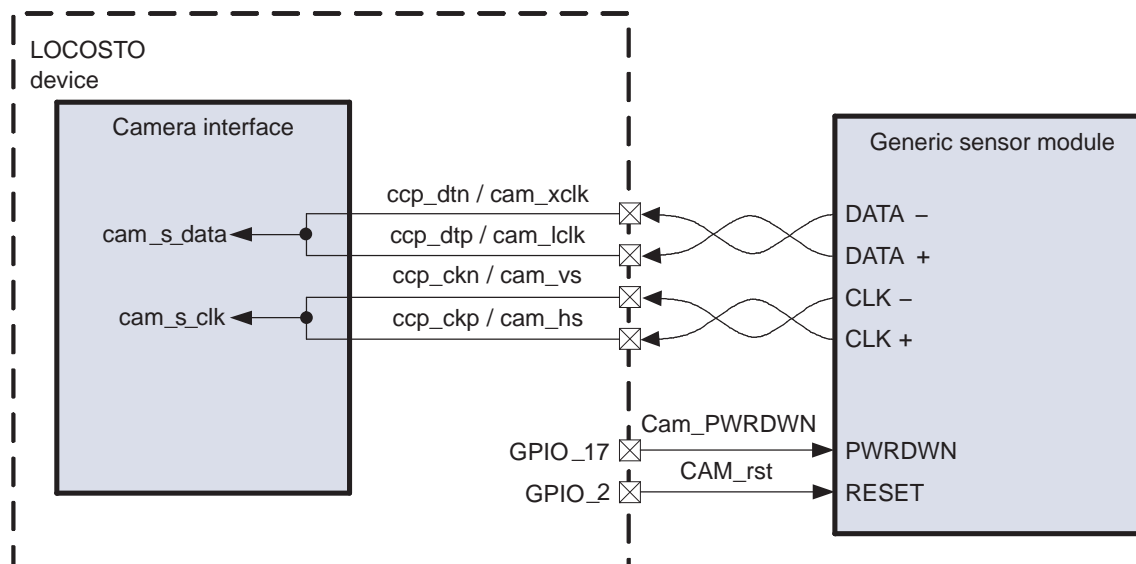 LOCOSTO
device
Camera interface
Generic sensor module
ccp_dtn / cam_xclk
DATA –
cam_s_data
ccp_dtp / cam_lclk
DATA +
ccp_ckn / cam_vs
CLK –
cam_s_clk
ccp_ckp / cam_hs
CLK +
Cam_PWRDWN
GPIO_17
PWRDWN
CAM_rst
GPIO_2
RESET